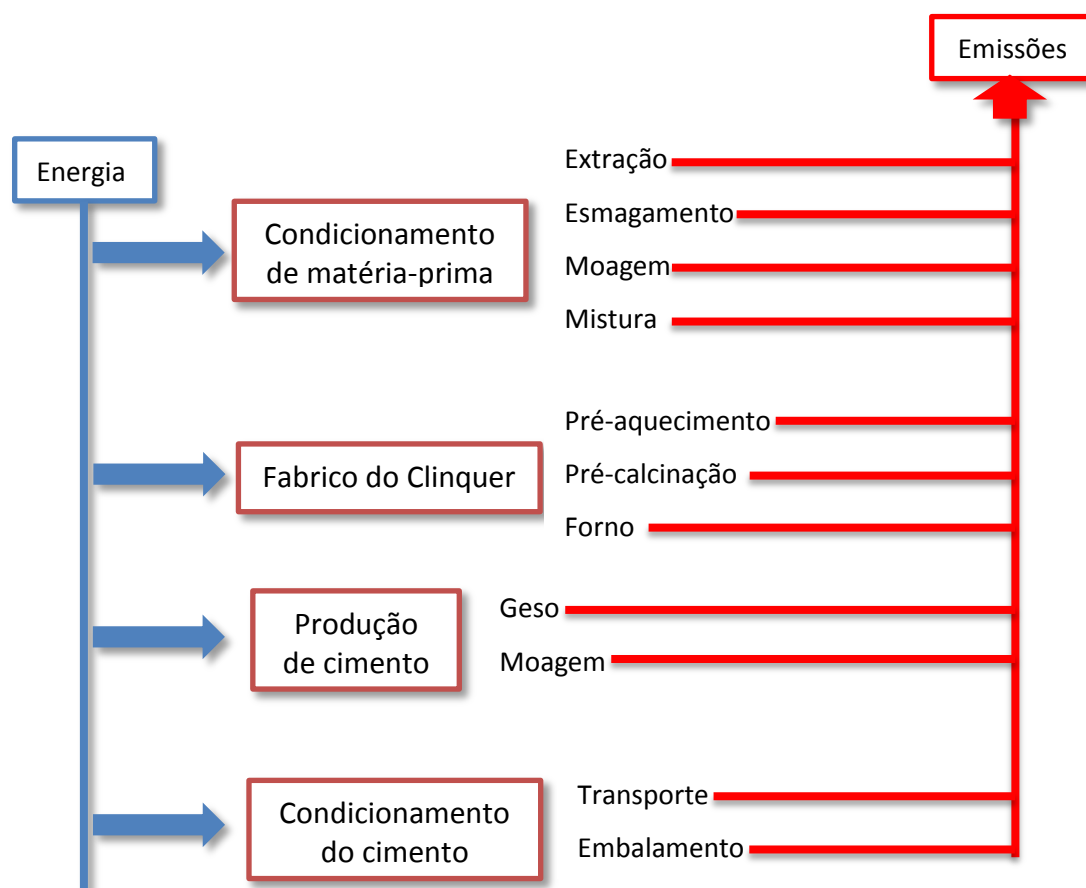 Emissões
Energia
Condicionamento
de matéria-prima
Extração
Esmagamento
Moagem
Mistura
Fabrico do Clinquer
Pré-aquecimento
Pré-calcinação
Forno
Produção
de cimento
Geso
Moagem
Condicionamento
do cimento
Transporte
Embalamento